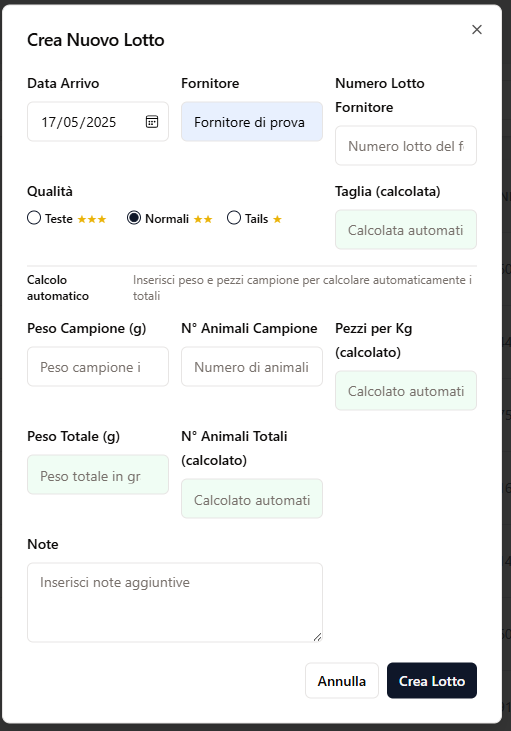 Crea Nuovo Lotto
Data Arrivo
17/05/2025
Fornitore
Fornitore di prova
Numero Lotto
Fornitore
Numero lotto del f
Qualità
Teste ★★★
Normali ★★
Tails ★
Taglia (calcolata)
Calcolata automati
Calcolo
automatico
Inserisci peso e pezzi campione per calcolare automaticamente i
totali
Peso Campione (g)
Peso campione i
N° Animali Campione
Numero di animali
Pezzi per Kg
(calcolato)
Calcolato automati
Peso Totale (g)
Peso totale in gr
N° Animali Totali
(calcolato)
Calcolato automati
Note
Inserisci note aggiuntive
Annulla
Crea Lotto